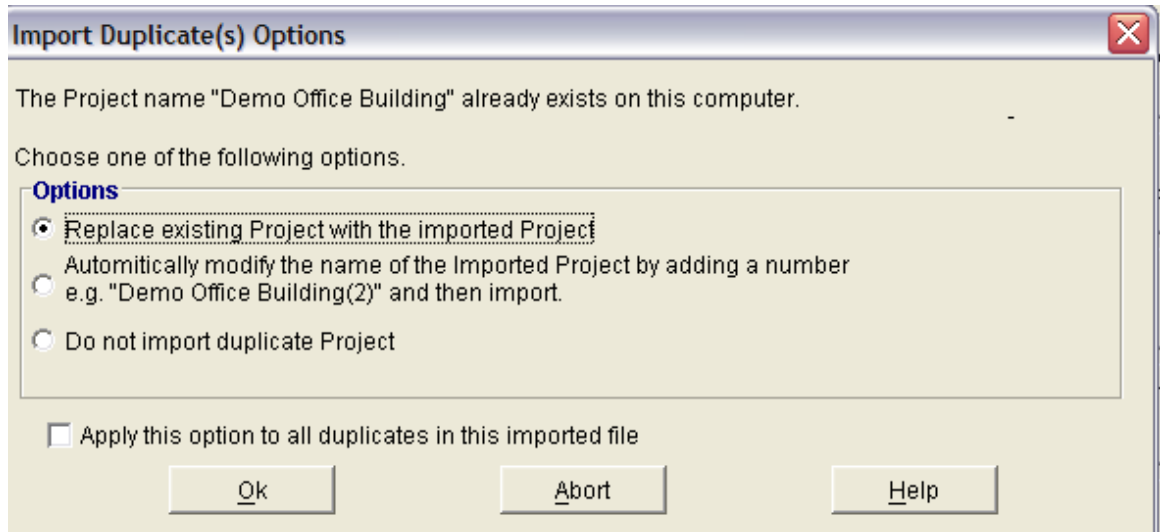 Import Duplicate(s) Options
The Project name "Demo Office Building" already exists on this computer.
Choose one of the following options.
Options
Replace existing Project with the imported Project
Automitically modify the name of the Imported Project by adding a number
e.g. "Demo Office Building(2)" and then import.
Do not import duplicate Project
Apply this option to all duplicates in this imported file
Ok
Abort
Help